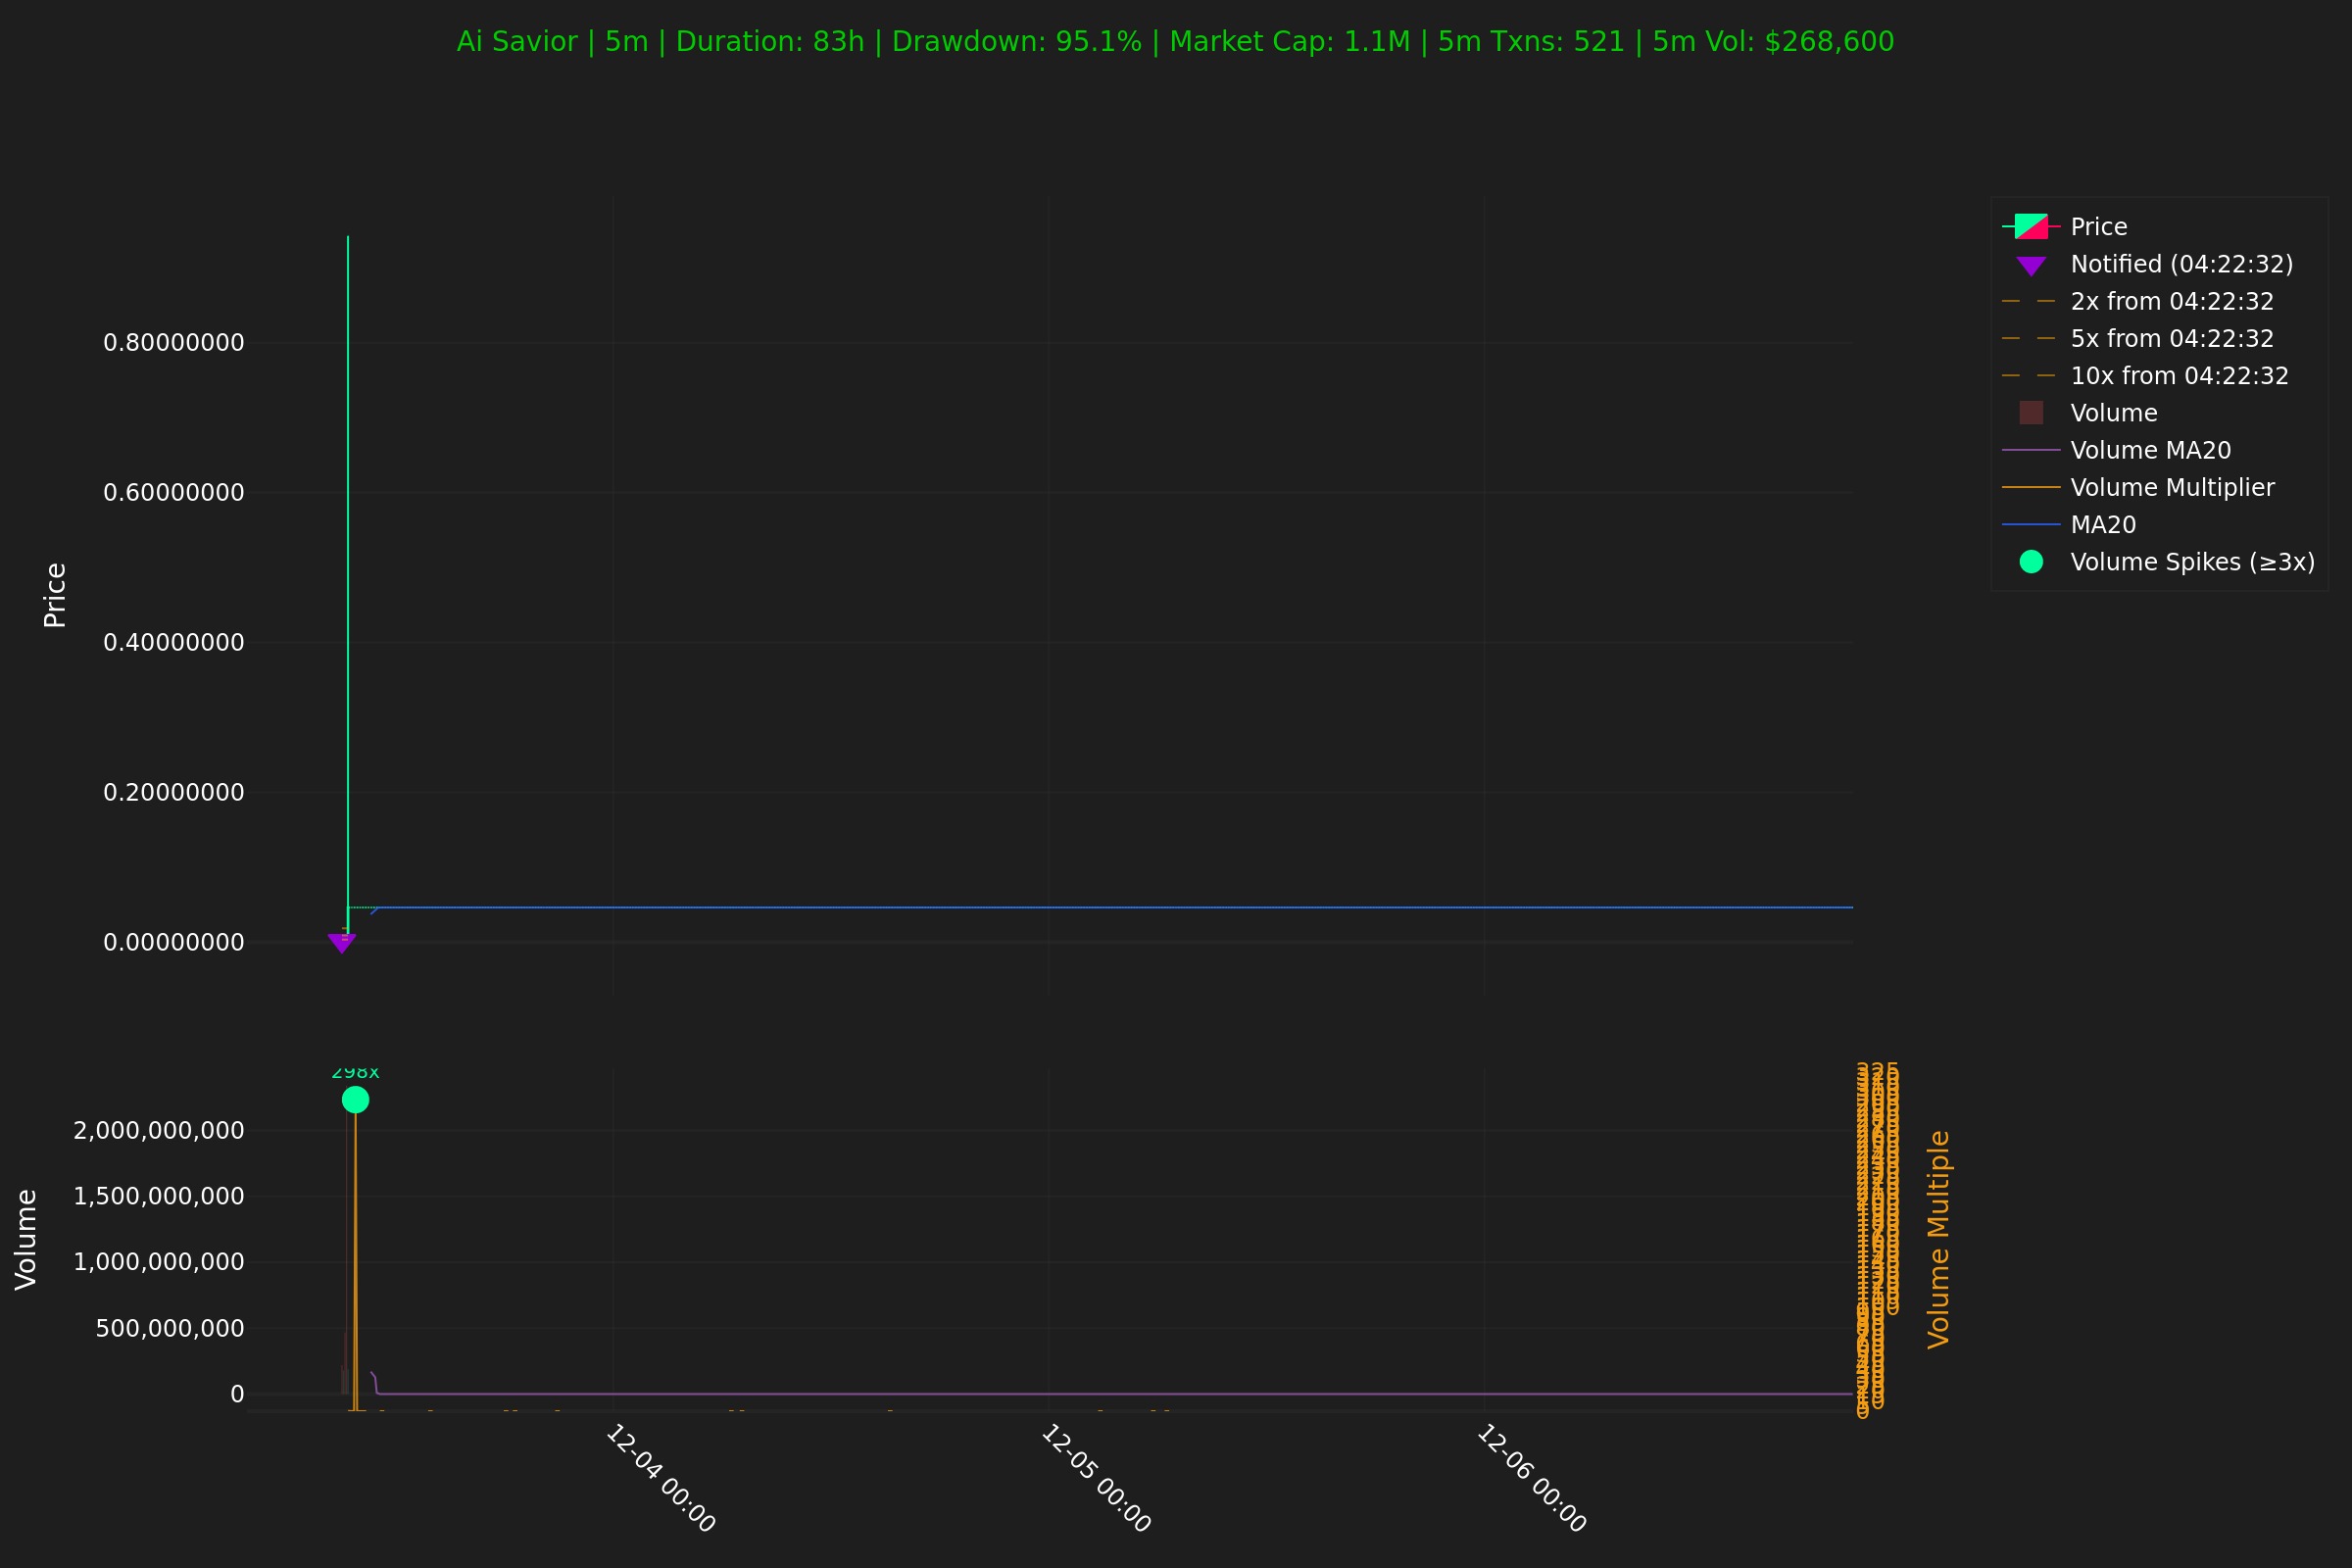 Ai Savior | 5m | Duration: 83h | Drawdown: 95.1% | Market Cap: 1.1M | 5m Txns: 521 | 5m Vol: $268,600
Price
0.80000000
0.60000000
0.40000000
0.20000000
0.00000000
Price
Notified (04:22:32)
2x from 04:22:32
5x from 04:22:32
10x from 04:22:32
Volume
Volume MA20
Volume Multiplier
MA20
Volume Spikes (≥3x)
298x
Volume
2,000,000,000
1,500,000,000
1,000,000,000
500,000,000
0
Volume Multiple
0
12-04 00:00
12-05 00:00
12-06 00:00